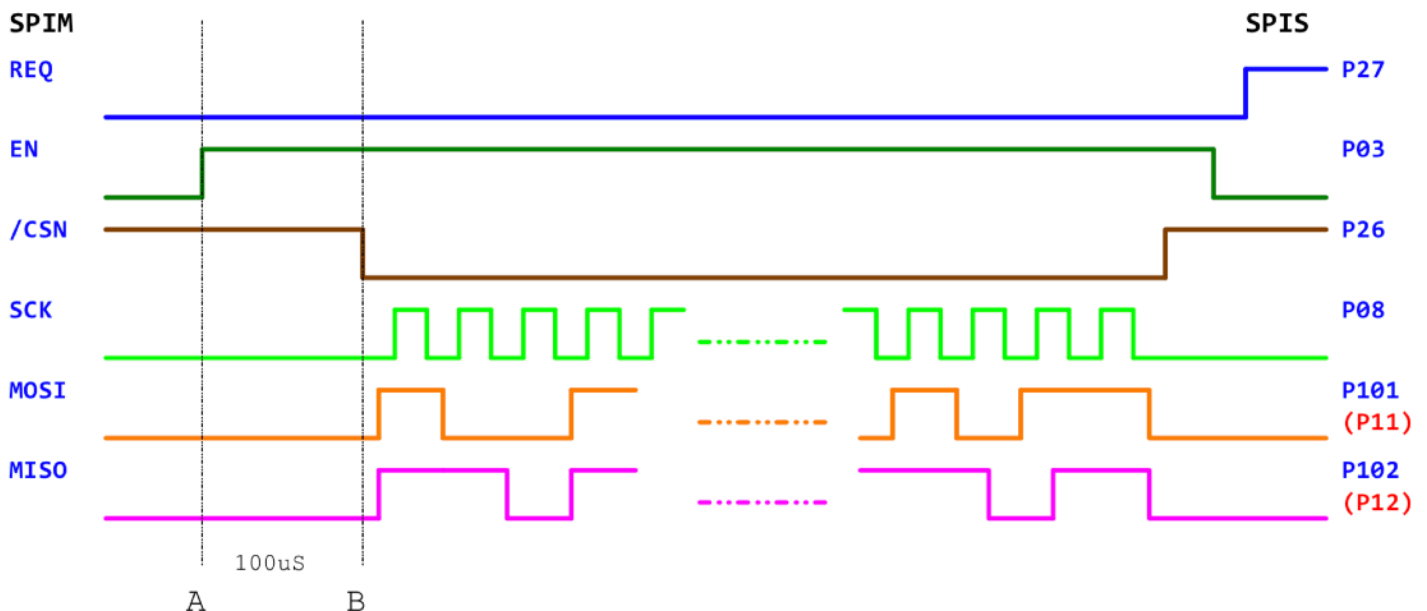 SPIM SPIS
REQ P27
EN P03
/CSN P26
SCK P08
MOSI P101
(P11)
MISO P102
(P12)
100uS
A B